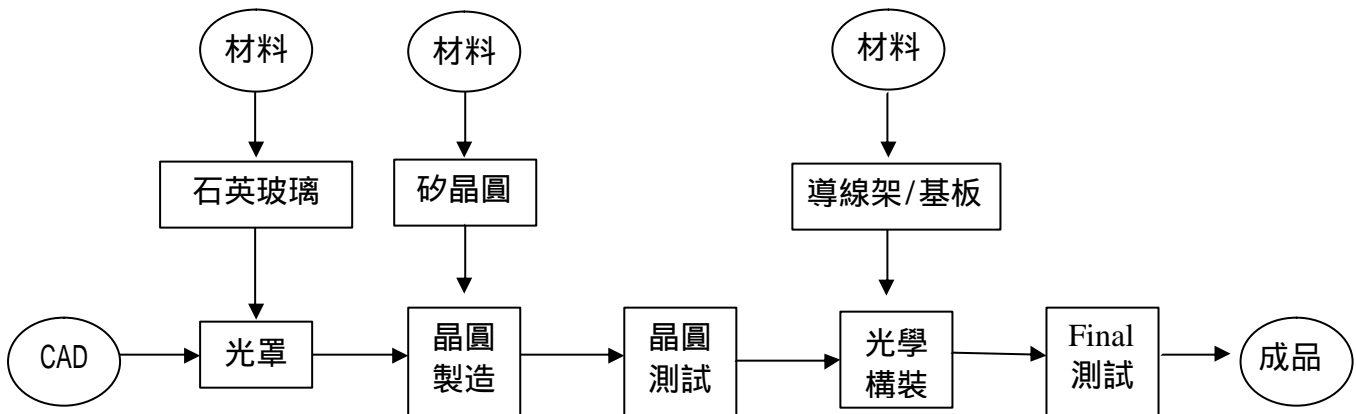 材料
材料
材料
石英玻璃
矽晶圓
導線架/基板
CAD
光罩
晶圓
製造
晶圓
測試
光學
構裝
Final
測試
成品